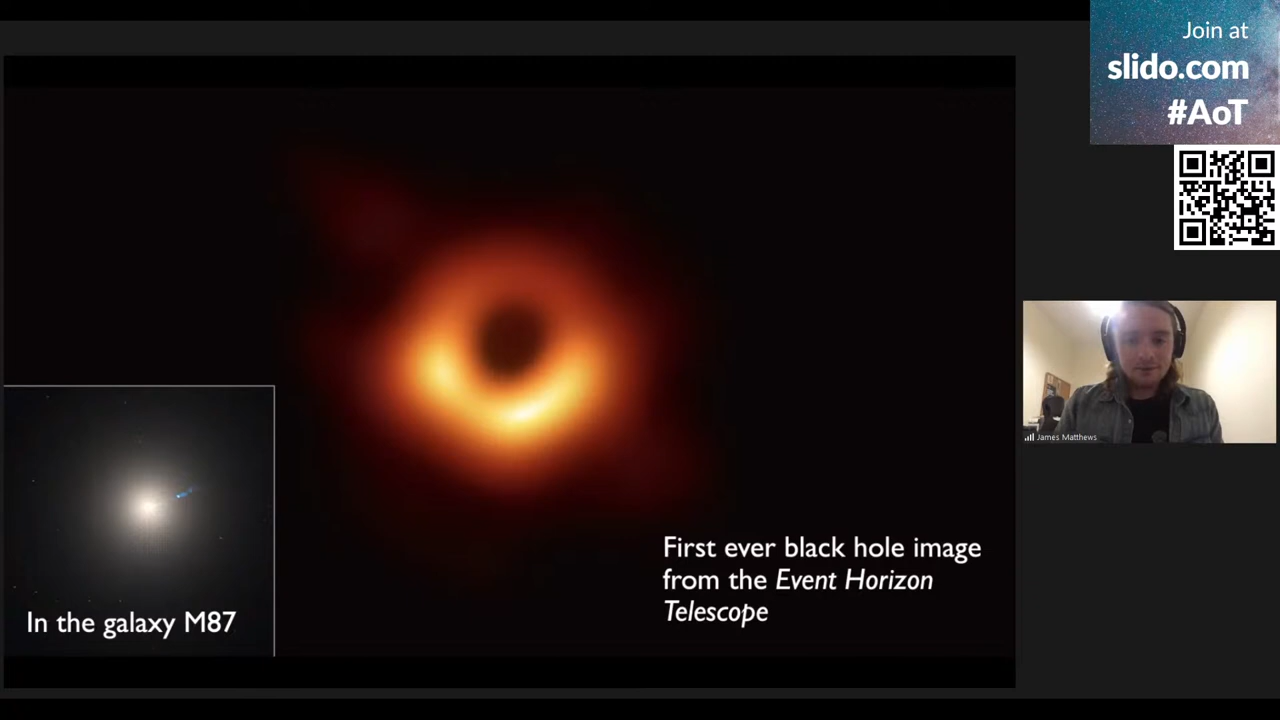 Join at
slido.com
#AoT
First ever black hole image
from the Event Horizon
Telescope
In the galaxy M87
James Matthews